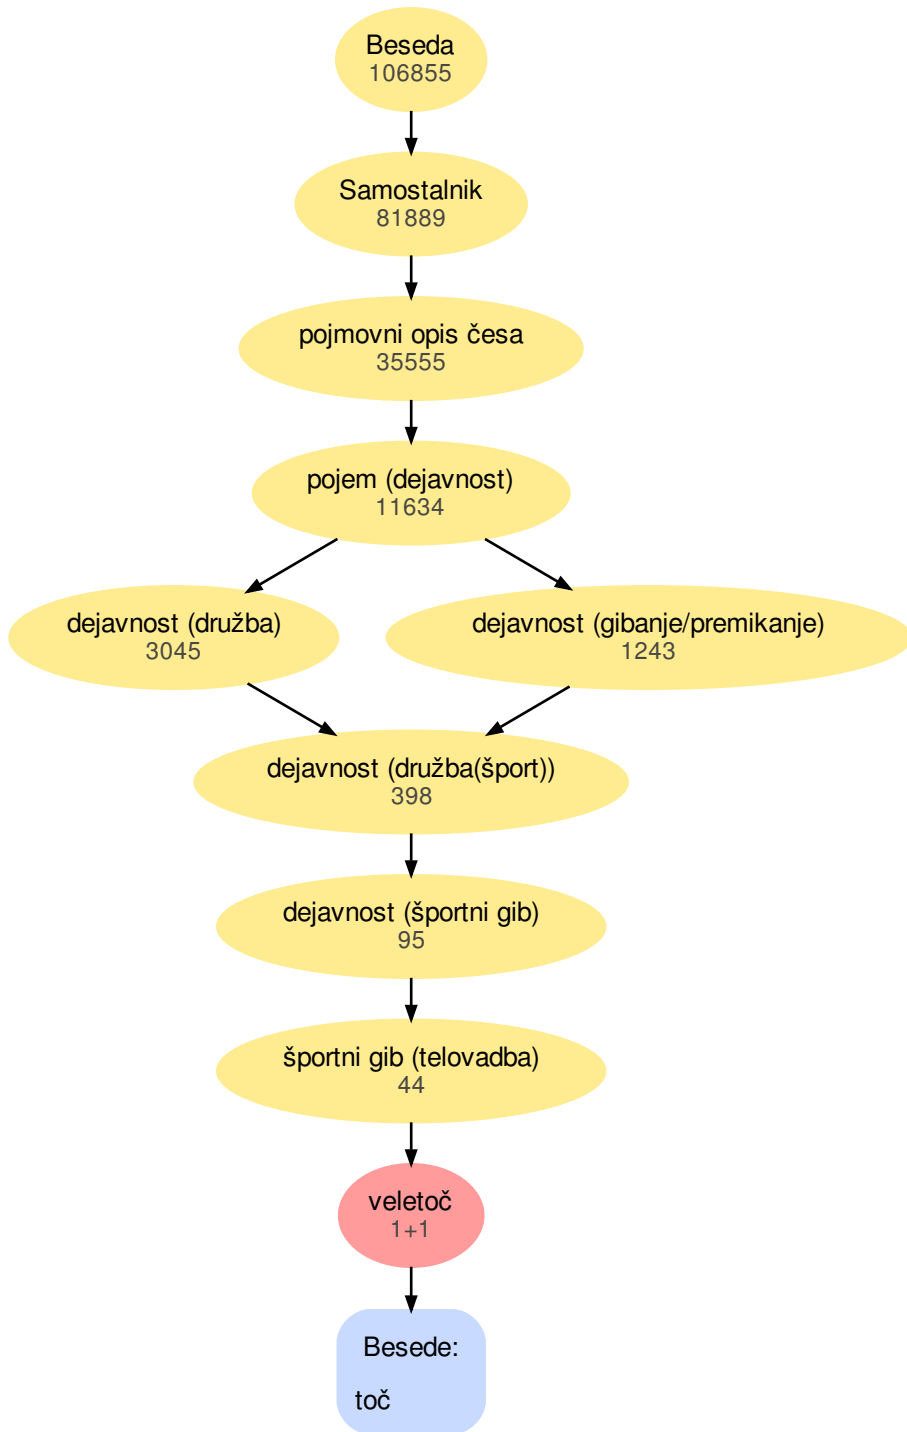 Beseda
106855
Samostalnik
81889
pojmovni opis česa
35555
pojem (dejavnost)
11634
dejavnost (družba)
3045
dejavnost (gibanje/premikanje)
1243
dejavnost (družba(šport))
398
dejavnost (športni gib)
95
športni gib (telovadba)
44
veletoč
1+1
Besede:
toč